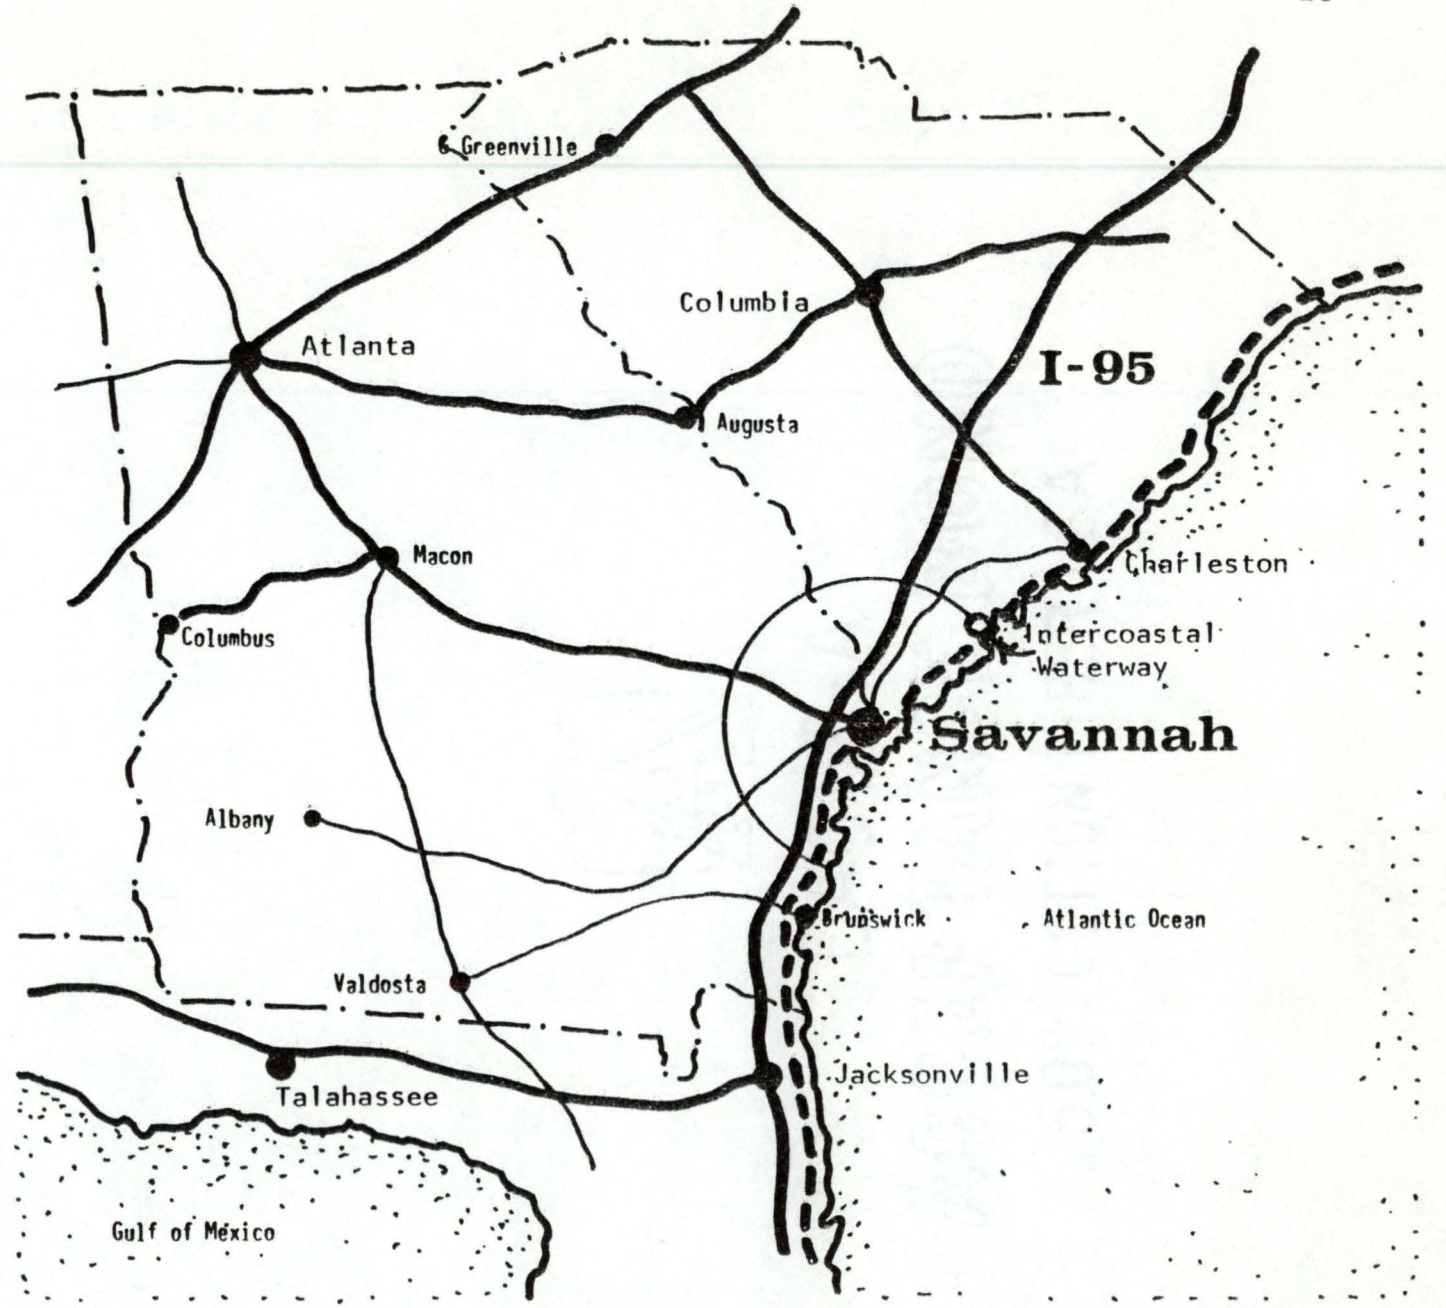 Greenville
Columbia
Atlanta
I-95
Augusta
Macon
Charleston
Columbus
Intercoastal
Waterway
Savannah
Albany
Brunswick
Atlantic Ocean
Valdosta
Jacksonville
Talahassee
Gulf of Mexico